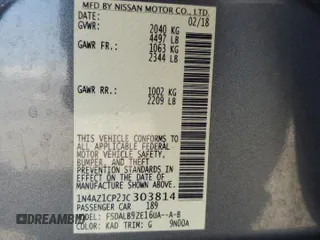 MFD BY NISSAN MOTOR CO., LTD.
02/18
GVWR: 2040 KG
4497 LB
GAWR FR: 1063 KG
2344 LB
GAWR RR: 1002 KG
2209 LB
THIS VEHICLE CONFORMS TO
ALL APPLICABLE FEDERAL
MOTOR VEHICLE SAFETY,
BUMPER, AND THEFT
PREVENTION STANDARDS IN
EFFECT ON THE DATE OF
MANUFACTURE SHOWN ABOVE.
1N4AZ1CP2JC303814
PASSENGER CAR 189
MODEL: FSDALB9ZE16UA--A-B
COLOR: KAD TRIM: G 9N00A